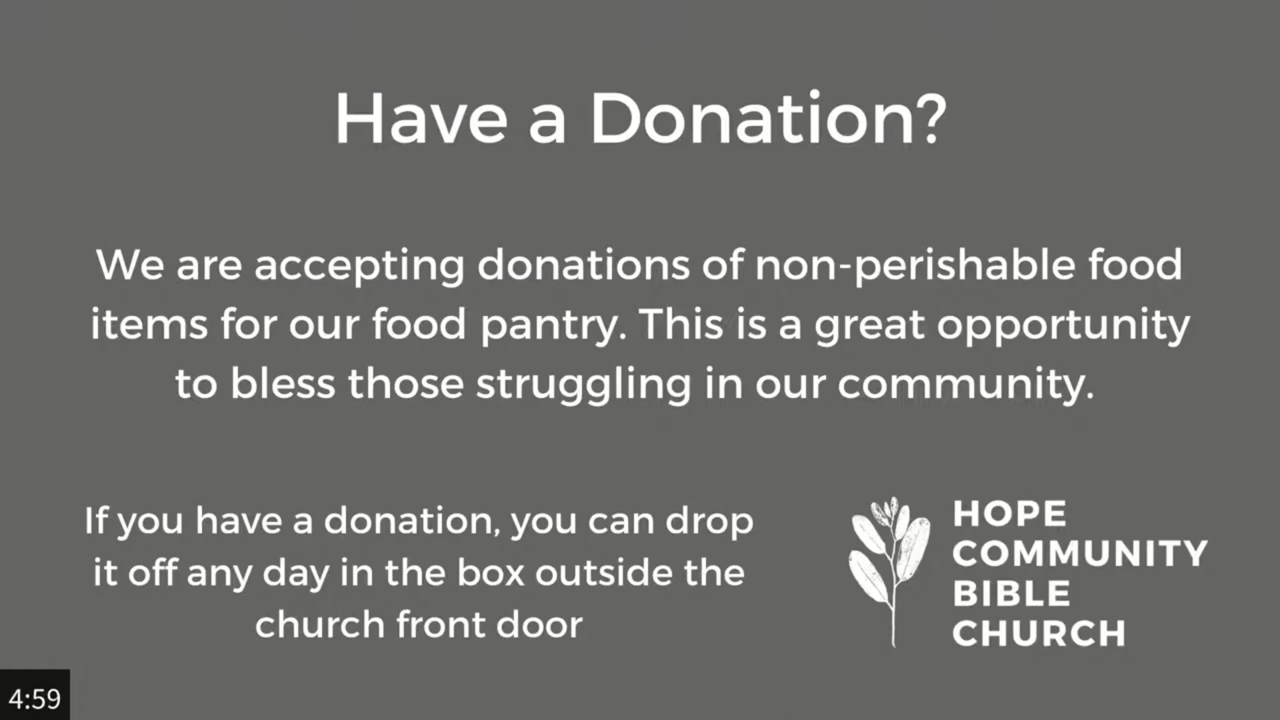 Have a Donation?
We are accepting donations of non-perishable food
items for our food pantry. This is a great opportunity
to bless those struggling in our community.
If you have a donation, you can drop
it off any day in the box outside the
church front door
HOPE
COMMUNITY
BIBLE
CHURCH
4:59